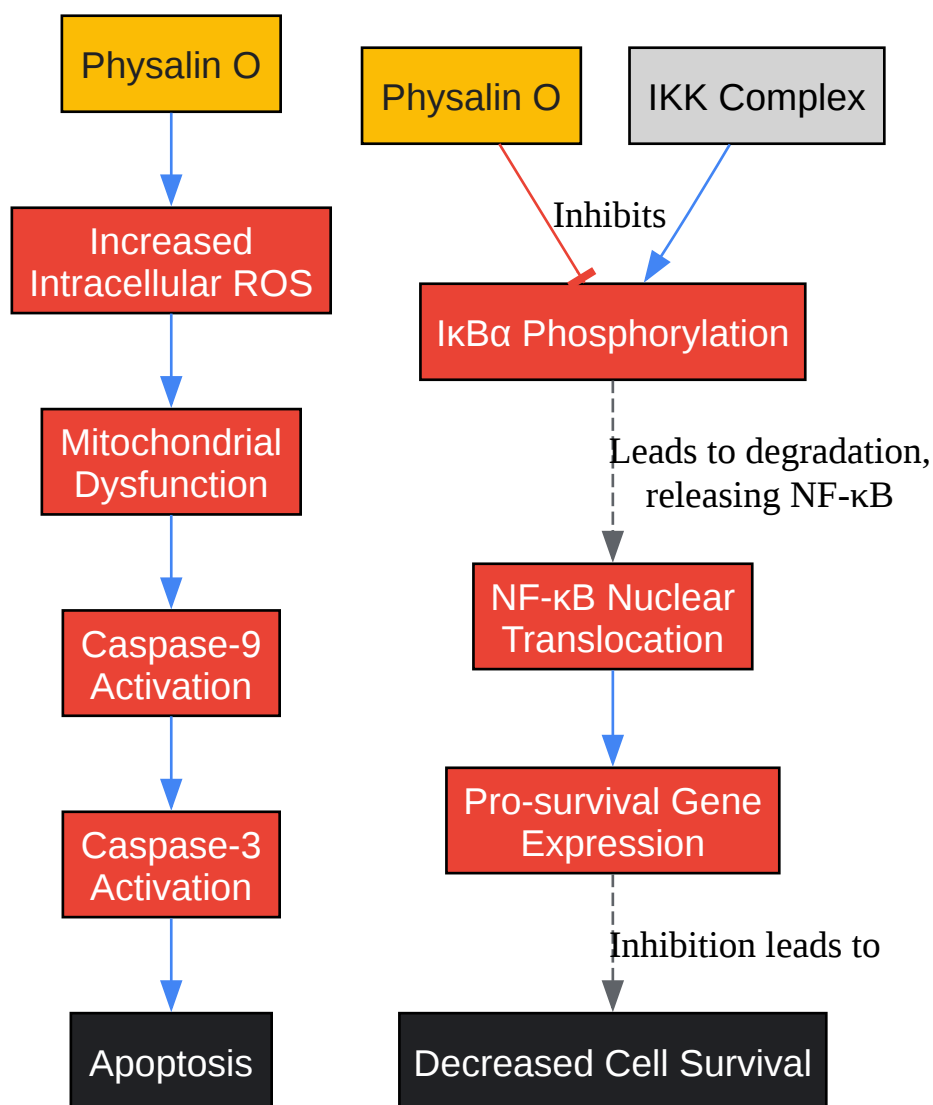 Physalin O
Increased
Intracellular ROS
Mitochondrial
Dysfunction
Caspase-9
Activation
Caspase-3
Activation
Apoptosis
Physalin O
IKK Complex
Inhibits
IκBα Phosphorylation
Leads to degradation,
releasing NF-κB
NF-κB Nuclear
Translocation
Pro-survival Gene
Expression
Inhibition leads to
Decreased Cell Survival